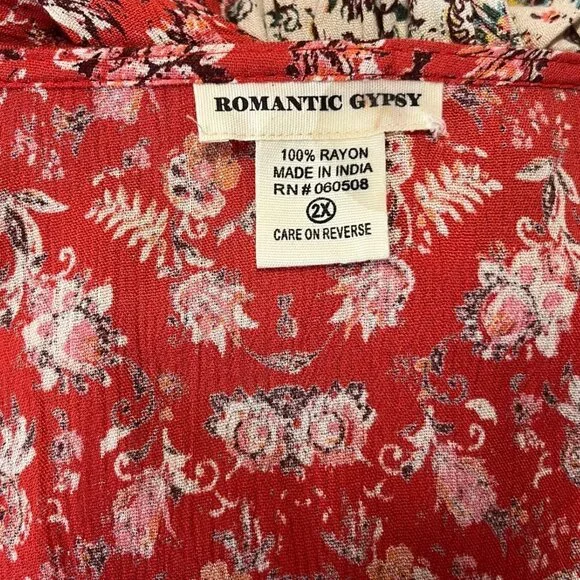 ROMANTIC GYPSY
100% RAYON
MADE IN INDIA
RN # 060508
2X
CARE ON REVERSE